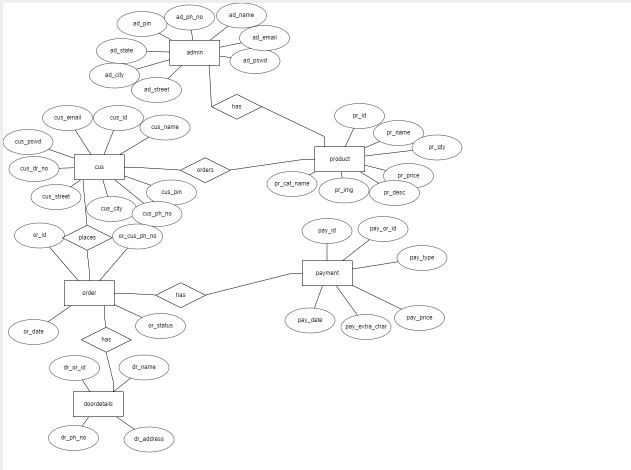 ad_ph_no
ad_name
ad_pin
ad_email
ad_state
admin
ad_pswd
ad_city
ad_street
has
pr_id
cus_email
cus_id
cus_name
pr_name
cus_pswd
pr_qty
product
cus
cus_dr_no
orders
pr_price
pr_cat_name
pr_img
pr_desc
cus_street
cus_pin
cus_city
cus_ph_no
or_id
places
or_cus_ph_no
pay_id
pay_or_id
pay_type
payment
order
has
or_date
or_status
pay_date
pay_extra_char
pay_price
has
dr_or_id
dr_name
doordetails
dr_ph_no
dr_address